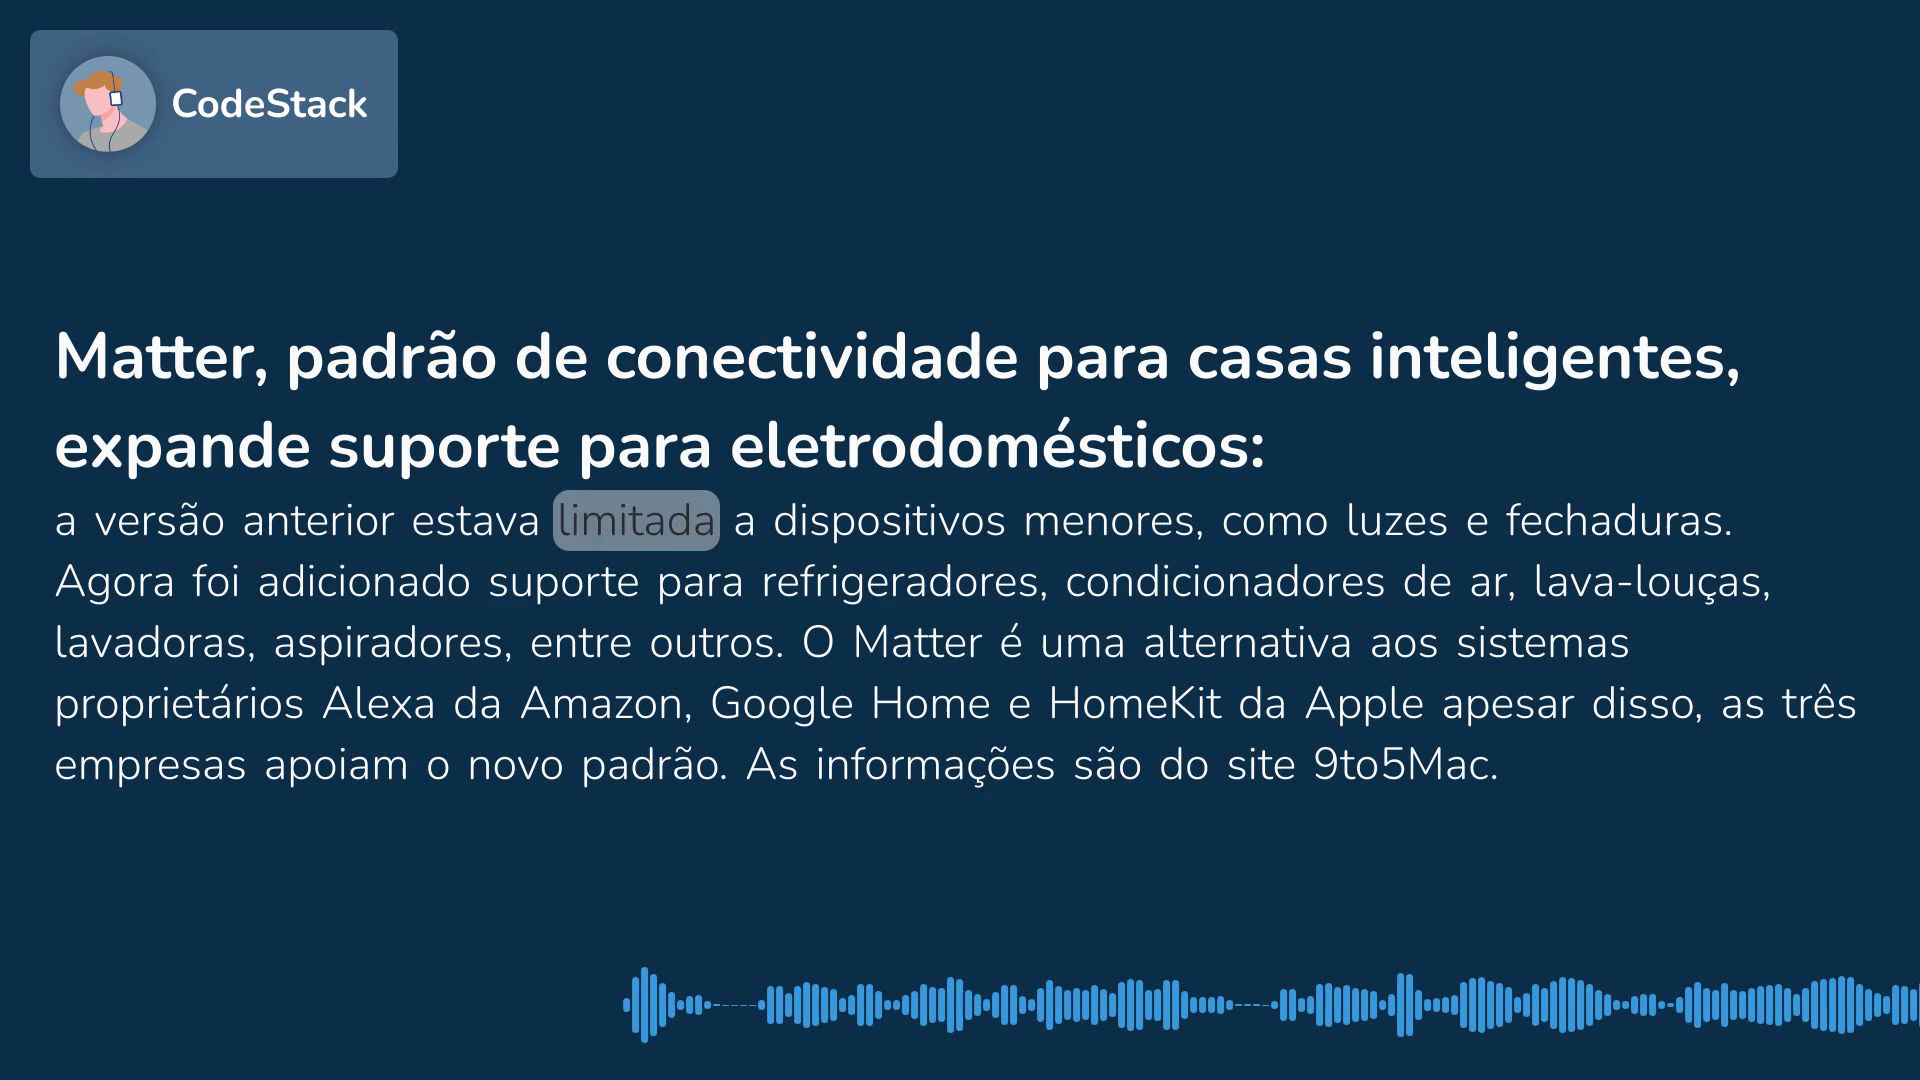 CodeStack
Matter, padrão de conectividade para casas inteligentes,
expande suporte para eletrodomésticos:
a versão anterior estava limitada a dispositivos menores, como luzes e fechaduras.
Agora foi adicionado suporte para refrigeradores, condicionadores de ar, lava-louças,
lavadoras, aspiradores, entre outros. O Matter é uma alternativa aos sistemas
proprietários Alexa da Amazon, Google Home e HomeKit da Apple apesar disso, as três
empresas apoiam o novo padrão. As informações são do site 9to5Mac.